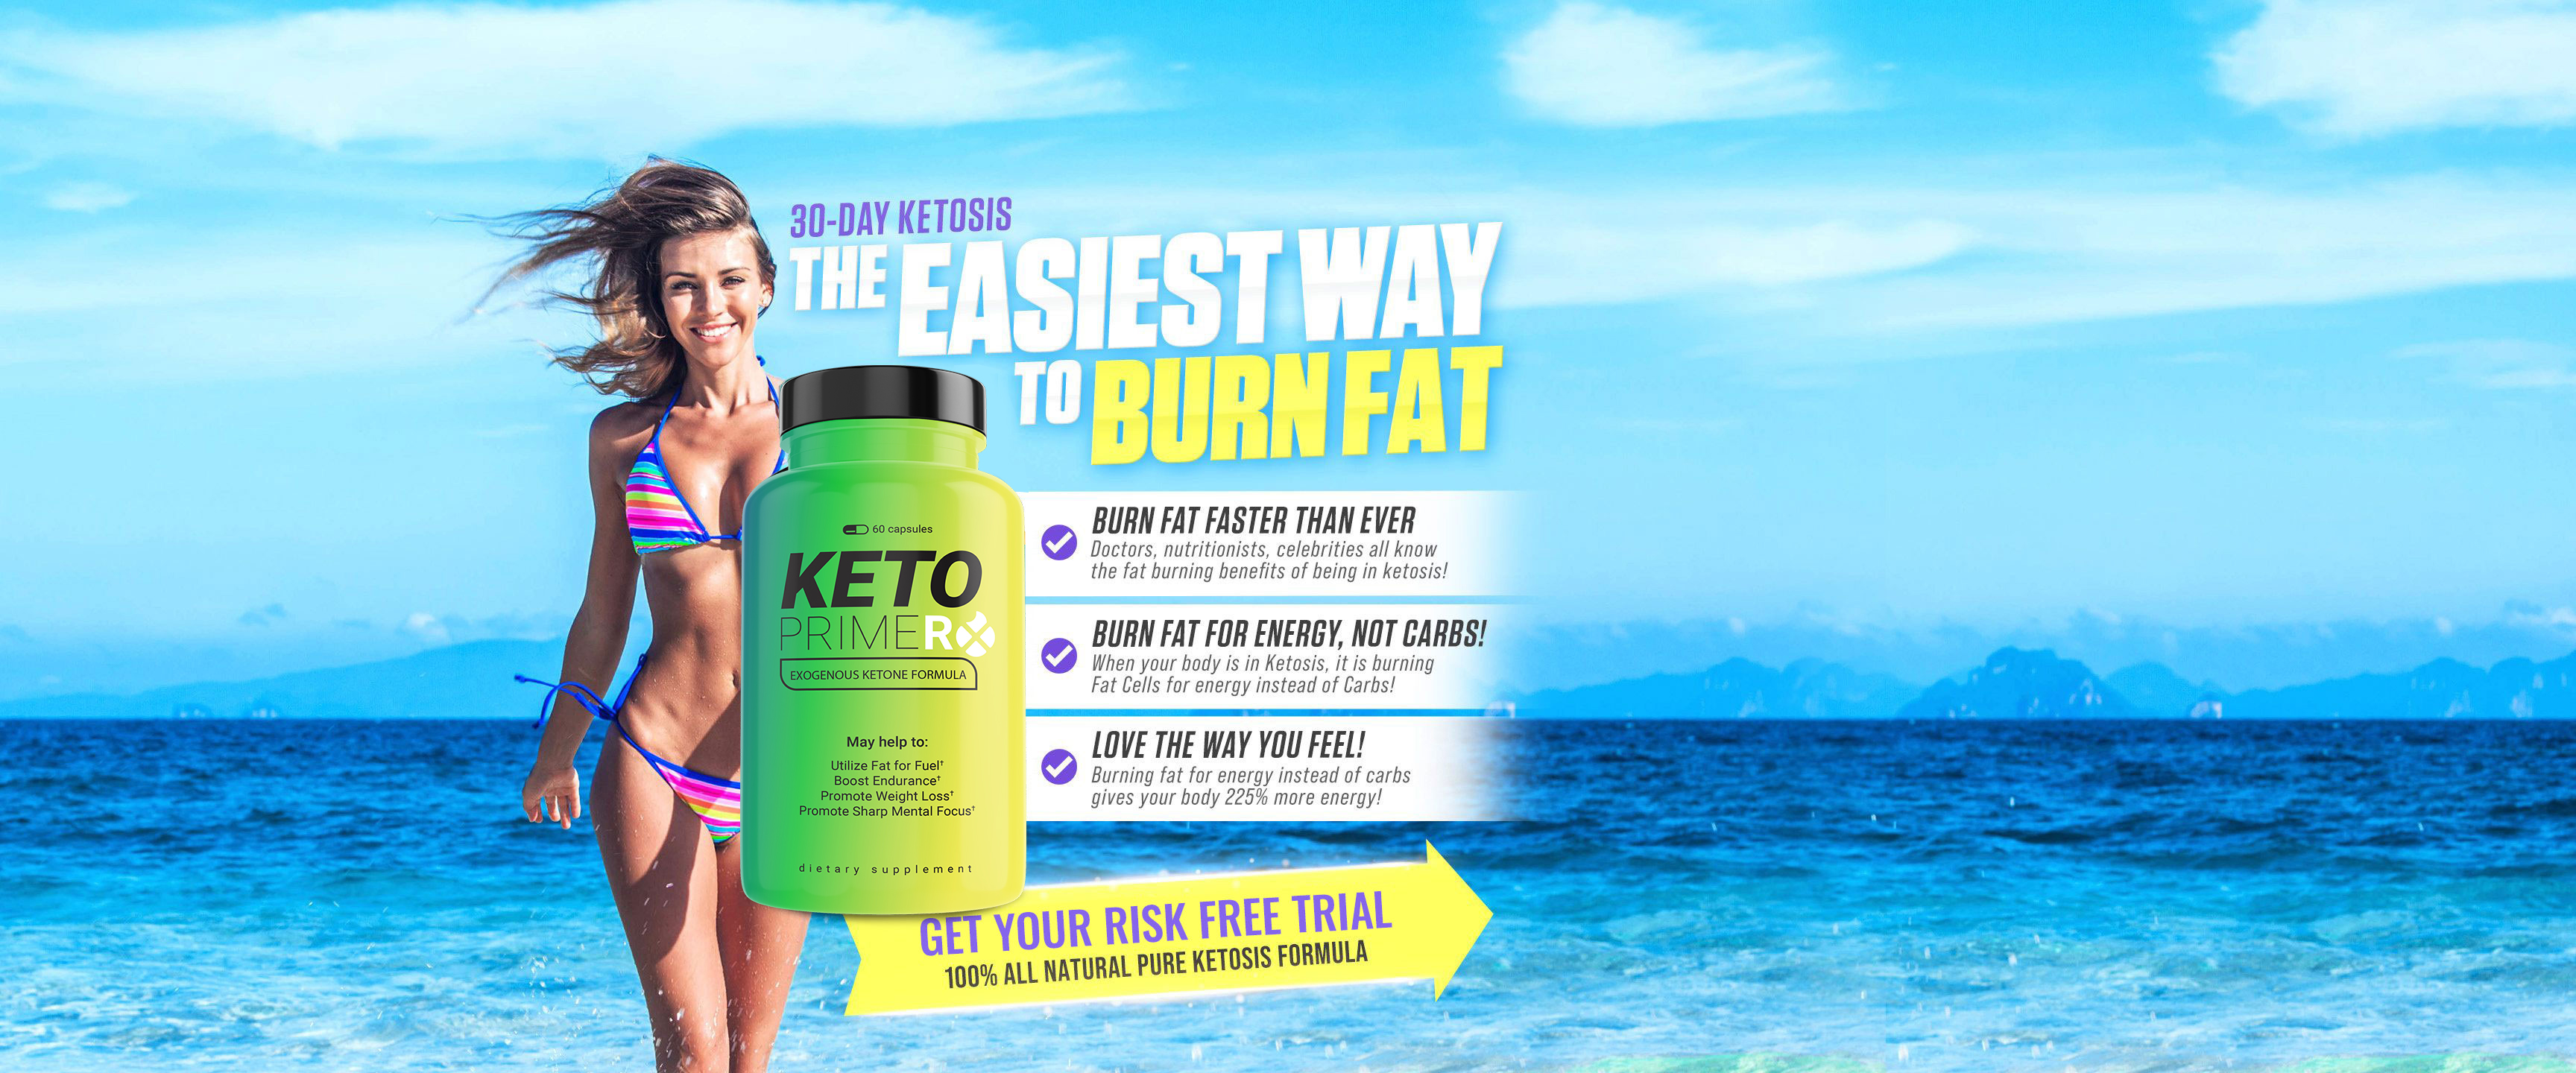 30-DAY KETOSIS
THE EASIEST WAY
TO BURN FAT
60 capsules
KETO
PRIMERX
EXOGENOUS KETONE FORMULA
May help to:
Utilize Fat for Fuel†
Boost Endurance†
Promote Weight Loss†
Promote Sharp Mental Focus†
dietary supplement
BURN FAT FASTER THAN EVER
Doctors, nutritionists, celebrities all know
the fat burning benefits of being in ketosis!
BURN FAT FOR ENERGY, NOT CARBS!
When your body is in Ketosis, it is burning
Fat Cells for energy instead of Carbs!
LOVE THE WAY YOU FEEL!
Burning fat for energy instead of carbs
gives your body 225% more energy!
GET YOUR RISK FREE TRIAL
100% ALL NATURAL PURE KETOSIS FORMULA